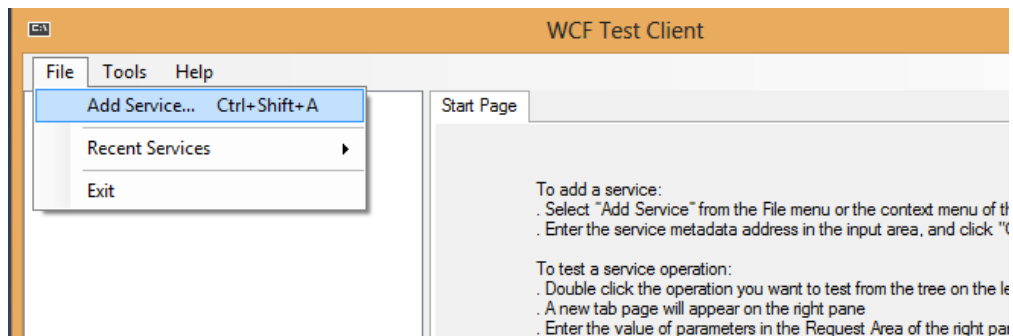 C:\
WCF Test Client
File Tools Help
Add Service... Ctrl+Shift+A
Recent Services
Exit
Start Page
To add a service:
. Select "Add Service" from the File menu or the context menu of
. Enter the service metadata address in the input area, and click
To test a service operation:
. Double click the operation you want to test from the tree on the
. A new tab page will appear on the right pane
. Enter the value of parameters in the Request Area of the right